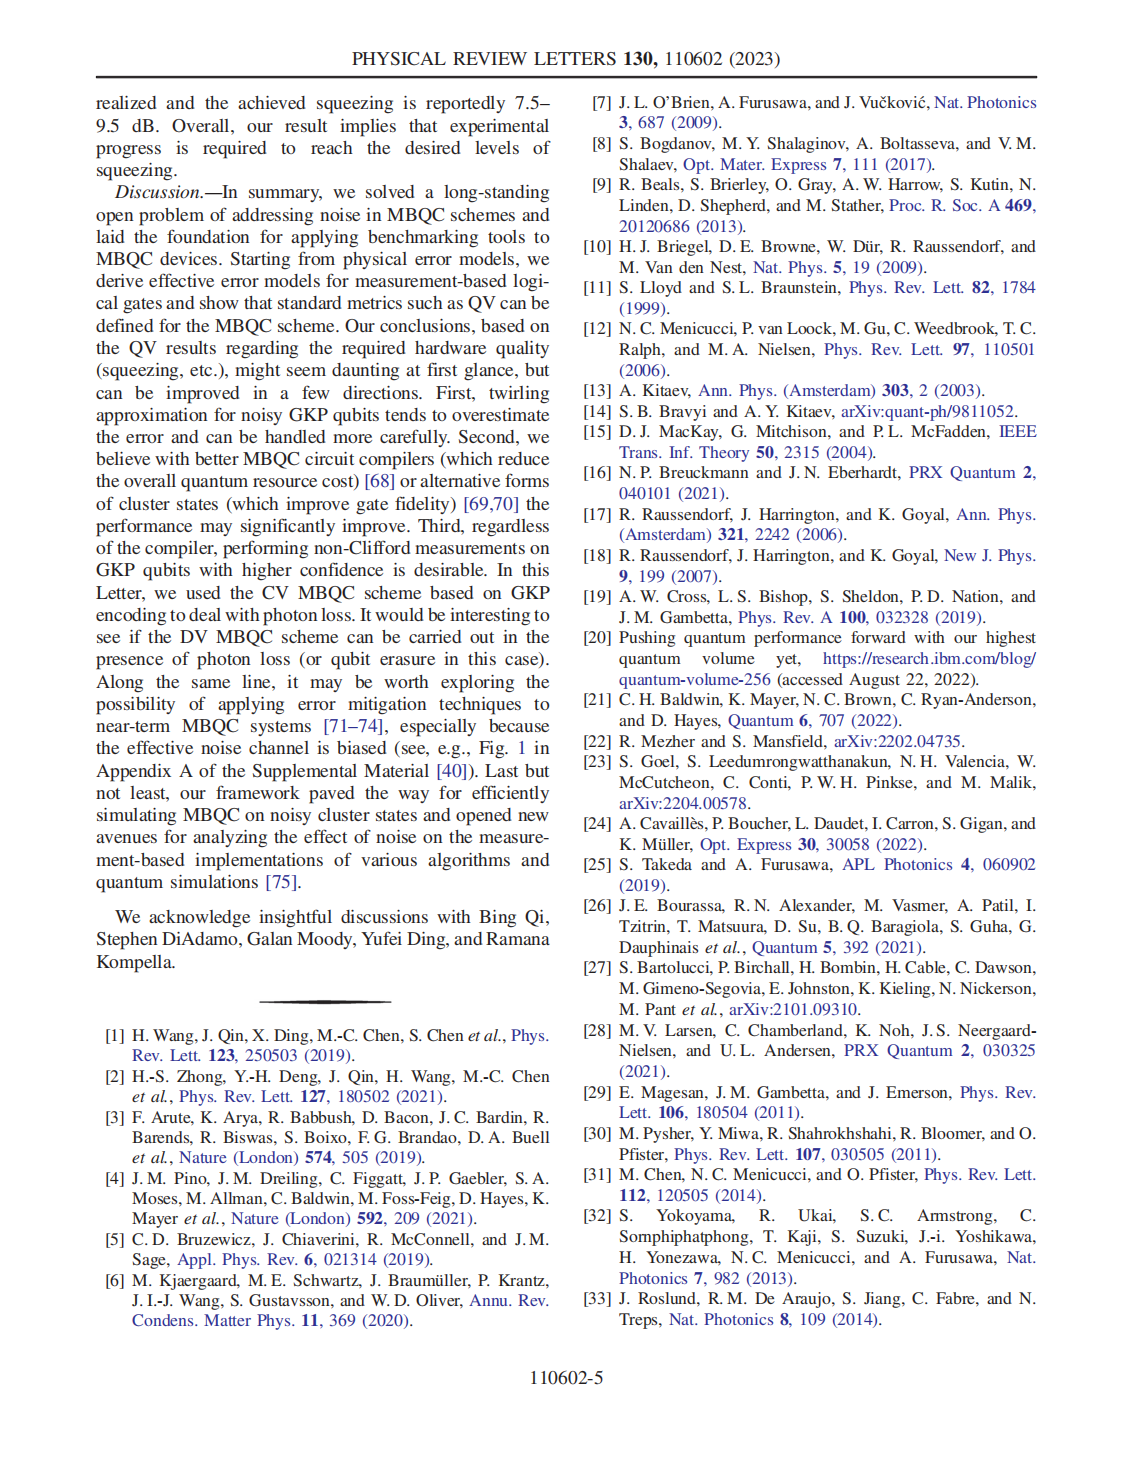 PHYSICAL REVIEW LETTERS 130, 110602 (2023)
realized and the achieved squeezing is reportedly 7.5–
9.5 dB. Overall, our result implies that experimental
progress is required to reach the desired levels of
squeezing.
Discussion.—In summary, we solved a long-standing
open problem of addressing noise in MBQC schemes and
laid the foundation for applying benchmarking tools to
MBQC devices. Starting from physical error models, we
derive effective error models for measurement-based logi-
cal gates and show that standard metrics such as QV can be
defined for the MBQC scheme. Our conclusions, based on
the QV results regarding the required hardware quality
(squeezing, etc.), might seem daunting at first glance, but
can be improved in a few directions. First, twirling
approximation for noisy GKP qubits tends to overestimate
the error and can be handled more carefully. Second, we
believe with better MBQC circuit compilers (which reduce
the overall quantum resource cost) [68] or alternative forms
of cluster states (which improve gate fidelity) [69,70] the
performance may significantly improve. Third, regardless
of the compiler, performing non-Clifford measurements on
GKP qubits with higher confidence is desirable. In this
Letter, we used the CV MBQC scheme based on GKP
encoding to deal with photon loss. It would be interesting to
see if the DV MBQC scheme can be carried out in the
presence of photon loss (or qubit erasure in this case).
Along the same line, it may be worth exploring the
possibility of applying error mitigation techniques to
near-term MBQC systems [71–74], especially because
the effective noise channel is biased (see, e.g., Fig. 1 in
Appendix A of the Supplemental Material [40]). Last but
not least, our framework paved the way for efficiently
simulating MBQC on noisy cluster states and opened new
avenues for analyzing the effect of noise on the measure-
ment-based implementations of various algorithms and
quantum simulations [75].
We acknowledge insightful discussions with Bing Qi,
Stephen DiAdamo, Galan Moody, Yufei Ding, and Ramana
Kompella.
[1] H. Wang, J. Qin, X. Ding, M.-C. Chen, S. Chen et al., Phys.
Rev. Lett. 123, 250503 (2019).
[2] H.-S. Zhong, Y.-H. Deng, J. Qin, H. Wang, M.-C. Chen
et al., Phys. Rev. Lett. 127, 180502 (2021).
[3] F. Arute, K. Arya, R. Babbush, D. Bacon, J. C. Bardin, R.
Barends, R. Biswas, S. Boixo, F. G. Brandao, D. A. Buell
et al., Nature (London) 574, 505 (2019).
[4] J. M. Pino, J. M. Dreiling, C. Figgatt, J. P. Gaebler, S. A.
Moses, M. Allman, C. Baldwin, M. Foss-Feig, D. Hayes, K.
Mayer et al., Nature (London) 592, 209 (2021).
[5] C. D. Bruzewicz, J. Chiaverini, R. McConnell, and J. M.
Sage, Appl. Phys. Rev. 6, 021314 (2019).
[6] M. Kjaergaard, M. E. Schwartz, J. Braumüller, P. Krantz,
J. I.-J. Wang, S. Gustavsson, and W. D. Oliver, Annu. Rev.
Condens. Matter Phys. 11, 369 (2020).
[7] J. L. O'Brien, A. Furusawa, and J. Vučković, Nat. Photonics
3, 687 (2009).
[8] S. Bogdanov, M. Y. Shalaginov, A. Boltasseva, and V. M.
Shalaev, Opt. Mater. Express 7, 111 (2017).
[9] R. Beals, S. Brierley, O. Gray, A. W. Harrow, S. Kutin, N.
Linden, D. Shepherd, and M. Stather, Proc. R. Soc. A 469,
20120686 (2013).
[10] H. J. Briegel, D. E. Browne, W. Dür, R. Raussendorf, and
M. Van den Nest, Nat. Phys. 5, 19 (2009).
[11] S. Lloyd and S. L. Braunstein, Phys. Rev. Lett. 82, 1784
(1999).
[12] N. C. Menicucci, P. van Loock, M. Gu, C. Weedbrook, T. C.
Ralph, and M. A. Nielsen, Phys. Rev. Lett. 97, 110501
(2006).
[13] A. Kitaev, Ann. Phys. (Amsterdam) 303, 2 (2003).
[14] S. B. Bravyi and A. Y. Kitaev, arXiv:quant-ph/9811052.
[15] D. J. MacKay, G. Mitchison, and P. L. McFadden, IEEE
Trans. Inf. Theory 50, 2315 (2004).
[16] N. P. Breuckmann and J. N. Eberhardt, PRX Quantum 2,
040101 (2021).
[17] R. Raussendorf, J. Harrington, and K. Goyal, Ann. Phys.
(Amsterdam) 321, 2242 (2006).
[18] R. Raussendorf, J. Harrington, and K. Goyal, New J. Phys.
9, 199 (2007).
[19] A. W. Cross, L. S. Bishop, S. Sheldon, P. D. Nation, and
J. M. Gambetta, Phys. Rev. A 100, 032328 (2019).
[20] Pushing quantum performance forward with our highest
quantum volume yet, https://research.ibm.com/blog/
quantum-volume-256 (accessed August 22, 2022).
[21] C. H. Baldwin, K. Mayer, N. C. Brown, C. Ryan-Anderson,
and D. Hayes, Quantum 6, 707 (2022).
[22] R. Mezher and S. Mansfield, arXiv:2202.04735.
[23] S. Goel, S. Leedumrongwatthanakun, N. H. Valencia, W.
McCutcheon, C. Conti, P. W. H. Pinkse, and M. Malik,
arXiv:2204.00578.
[24] A. Cavaillès, P. Boucher, L. Daudet, I. Carron, S. Gigan, and
K. Müller, Opt. Express 30, 30058 (2022).
[25] S. Takeda and A. Furusawa, APL Photonics 4, 060902
(2019).
[26] J. E. Bourassa, R. N. Alexander, M. Vasmer, A. Patil, I.
Tzitrin, T. Matsuura, D. Su, B. Q. Baragiola, S. Guha, G.
Dauphinais et al., Quantum 5, 392 (2021).
[27] S. Bartolucci, P. Birchall, H. Bombin, H. Cable, C. Dawson,
M. Gimeno-Segovia, E. Johnston, K. Kieling, N. Nickerson,
M. Pant et al., arXiv:2101.09310.
[28] M. V. Larsen, C. Chamberland, K. Noh, J. S. Neergaard-
Nielsen, and U. L. Andersen, PRX Quantum 2, 030325
(2021).
[29] E. Magesan, J. M. Gambetta, and J. Emerson, Phys. Rev.
Lett. 106, 180504 (2011).
[30] M. Pysher, Y. Miwa, R. Shahrokhshahi, R. Bloomer, and O.
Pfister, Phys. Rev. Lett. 107, 030505 (2011).
[31] M. Chen, N. C. Menicucci, and O. Pfister, Phys. Rev. Lett.
112, 120505 (2014).
[32] S. Yokoyama, R. Ukai, S. C. Armstrong, C.
Sornphiphatphong, T. Kaji, S. Suzuki, J.-i. Yoshikawa,
H. Yonezawa, N. C. Menicucci, and A. Furusawa, Nat.
Photonics 7, 982 (2013).
[33] J. Roslund, R. M. De Araujo, S. Jiang, C. Fabre, and N.
Treps, Nat. Photonics 8, 109 (2014).
110602-5